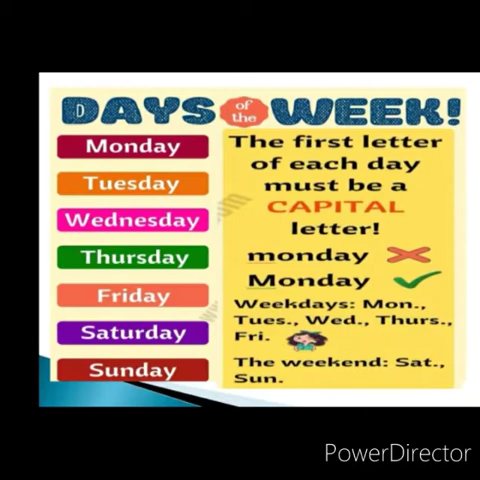 DAYS of the WEEK!
Monday
Tuesday
Wednesday
Thursday
Friday
Saturday
Sunday
The first letter
of each day
must be a
CAPITAL
letter!
monday
Monday
Weekdays: Mon.,
Tues., Wed., Thurs.,
Fri.
The weekend: Sat.,
Sun.
PowerDirector